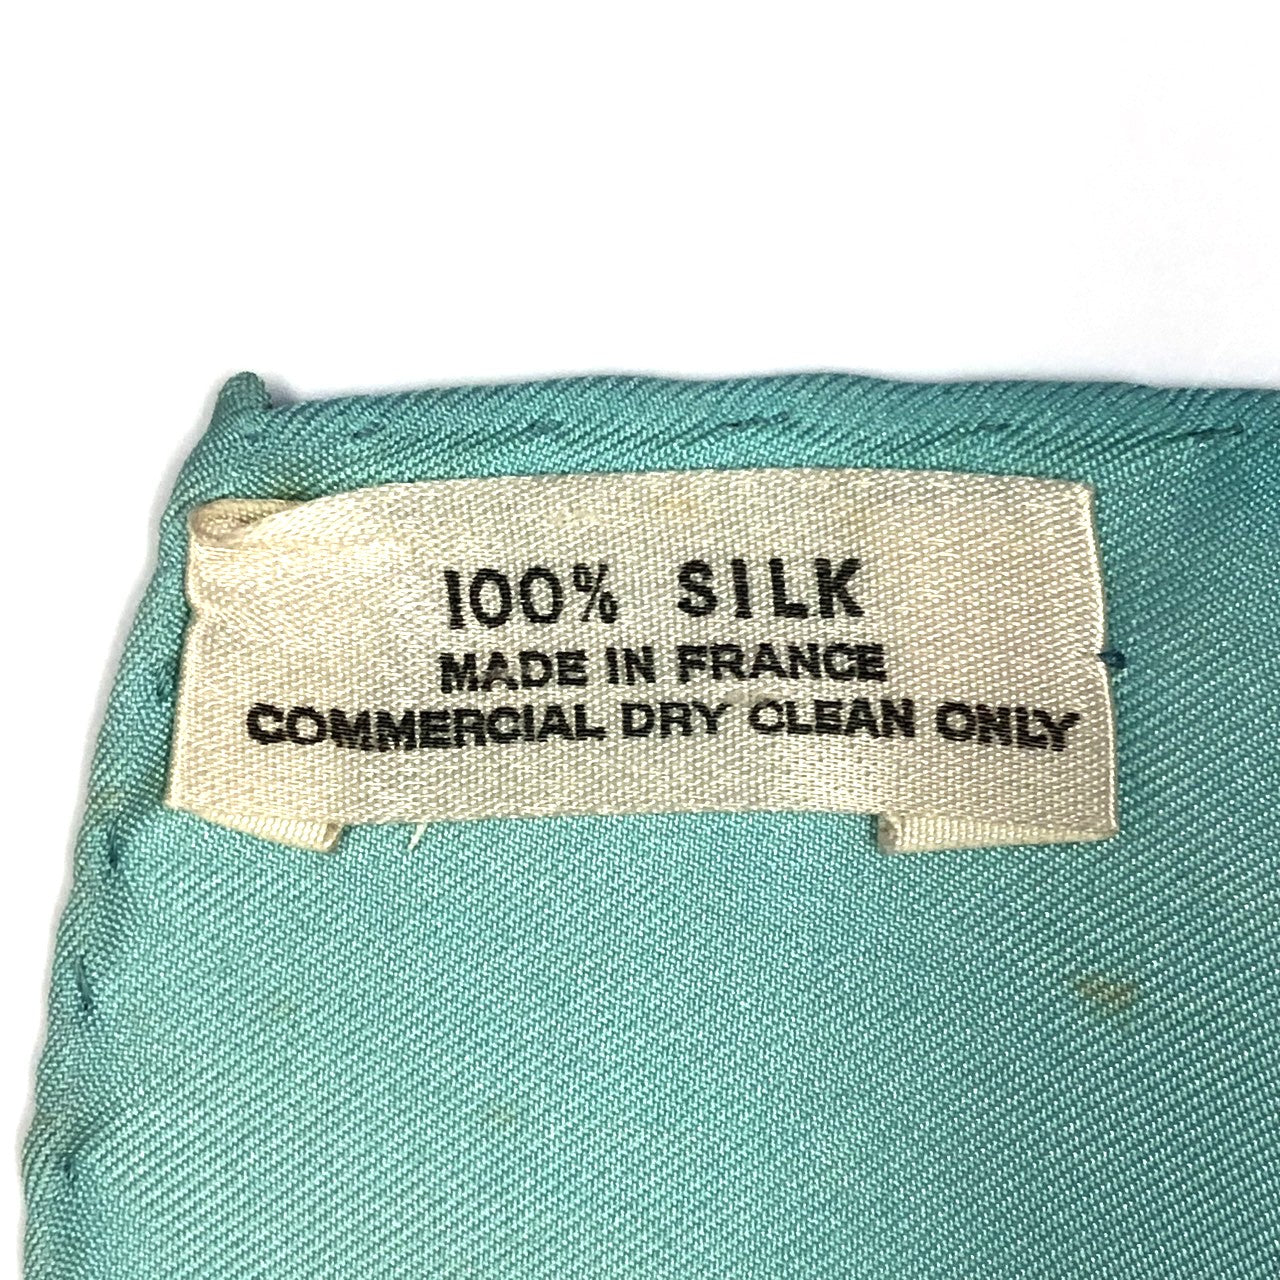 100% SILK
MADE IN FRANCE
COMMERCIAL DRY CLEAN ONLY